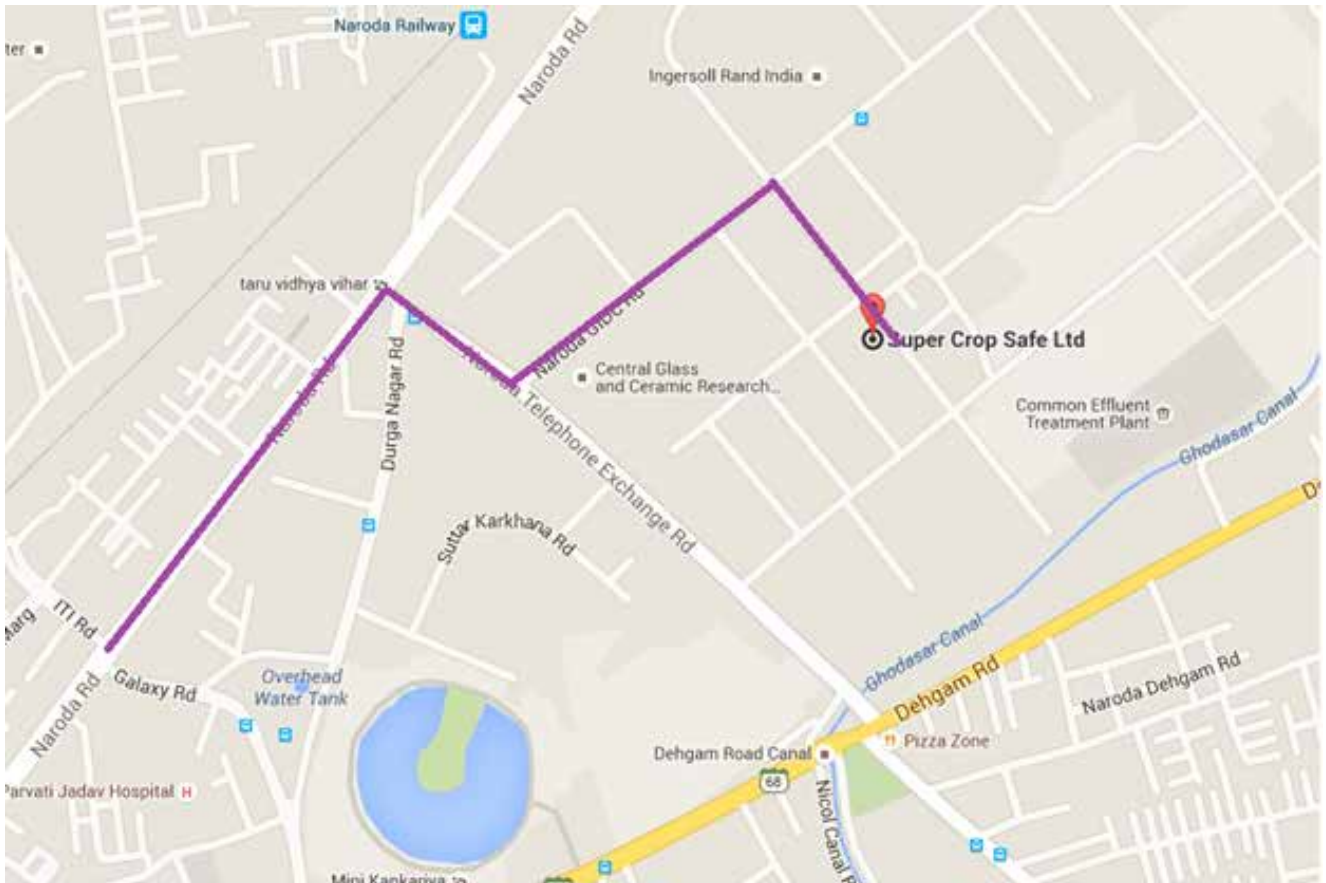 Naroda Railway
ter
Naroda Rd
Ingersoll Rand India
taru vidhya vihar
Naroda Rd
Naroda GIDC Rd
Super Crop Safe Ltd
Durga Nagar Rd
Central Glass
and Ceramic Research...
Naroda Telephone Exchange Rd
Common Effluent
Treatment Plant
Ghodasar Canal
Suttar Karkhana Rd
Marg
ITI Rd
Galaxy Rd
Overhead
Water Tank
Naroda Rd
Ghodasar Canal
Dehgam Rd
Naroda Dehgam Rd
Dehgam Road Canal
Pizza Zone
68
Parvati Jadav Hospital H
Nicol Canal R
Mini Kankariya